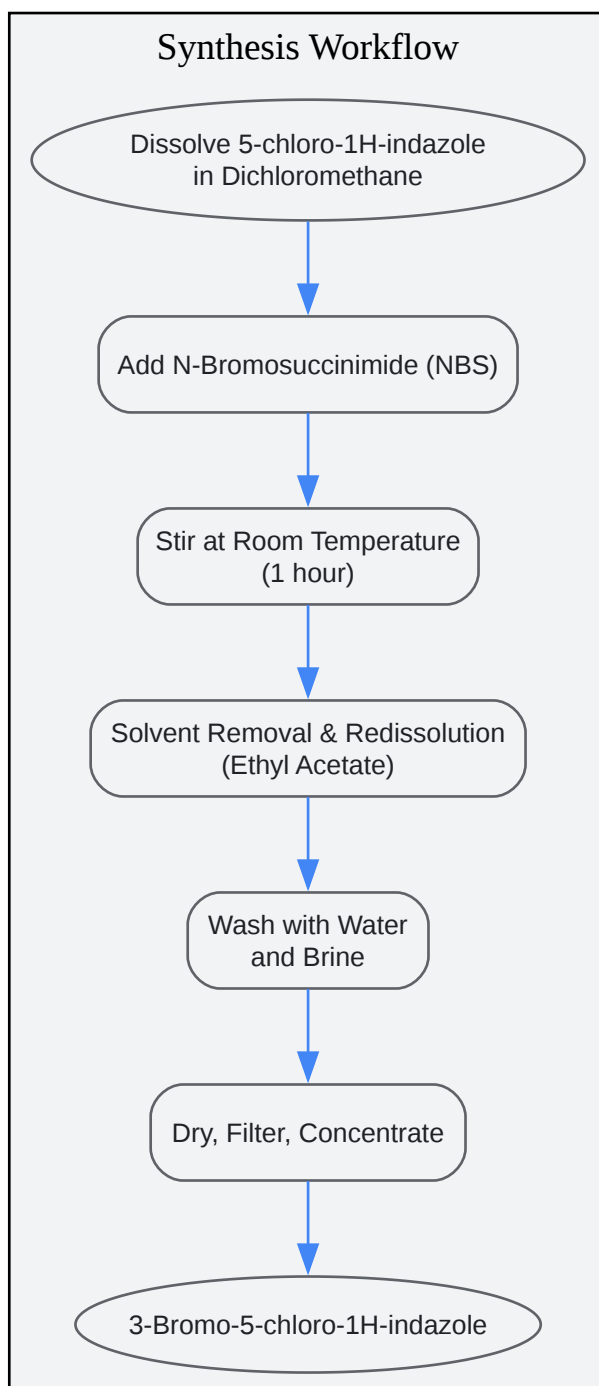 Synthesis Workflow
Dissolve 5-chloro-1H-indazole
in Dichloromethane
Add N-Bromosuccinimide (NBS)
Stir at Room Temperature
(1 hour)
Solvent Removal & Redissolution
(Ethyl Acetate)
Wash with Water
and Brine
Dry, Filter, Concentrate
3-Bromo-5-chloro-1H-indazole